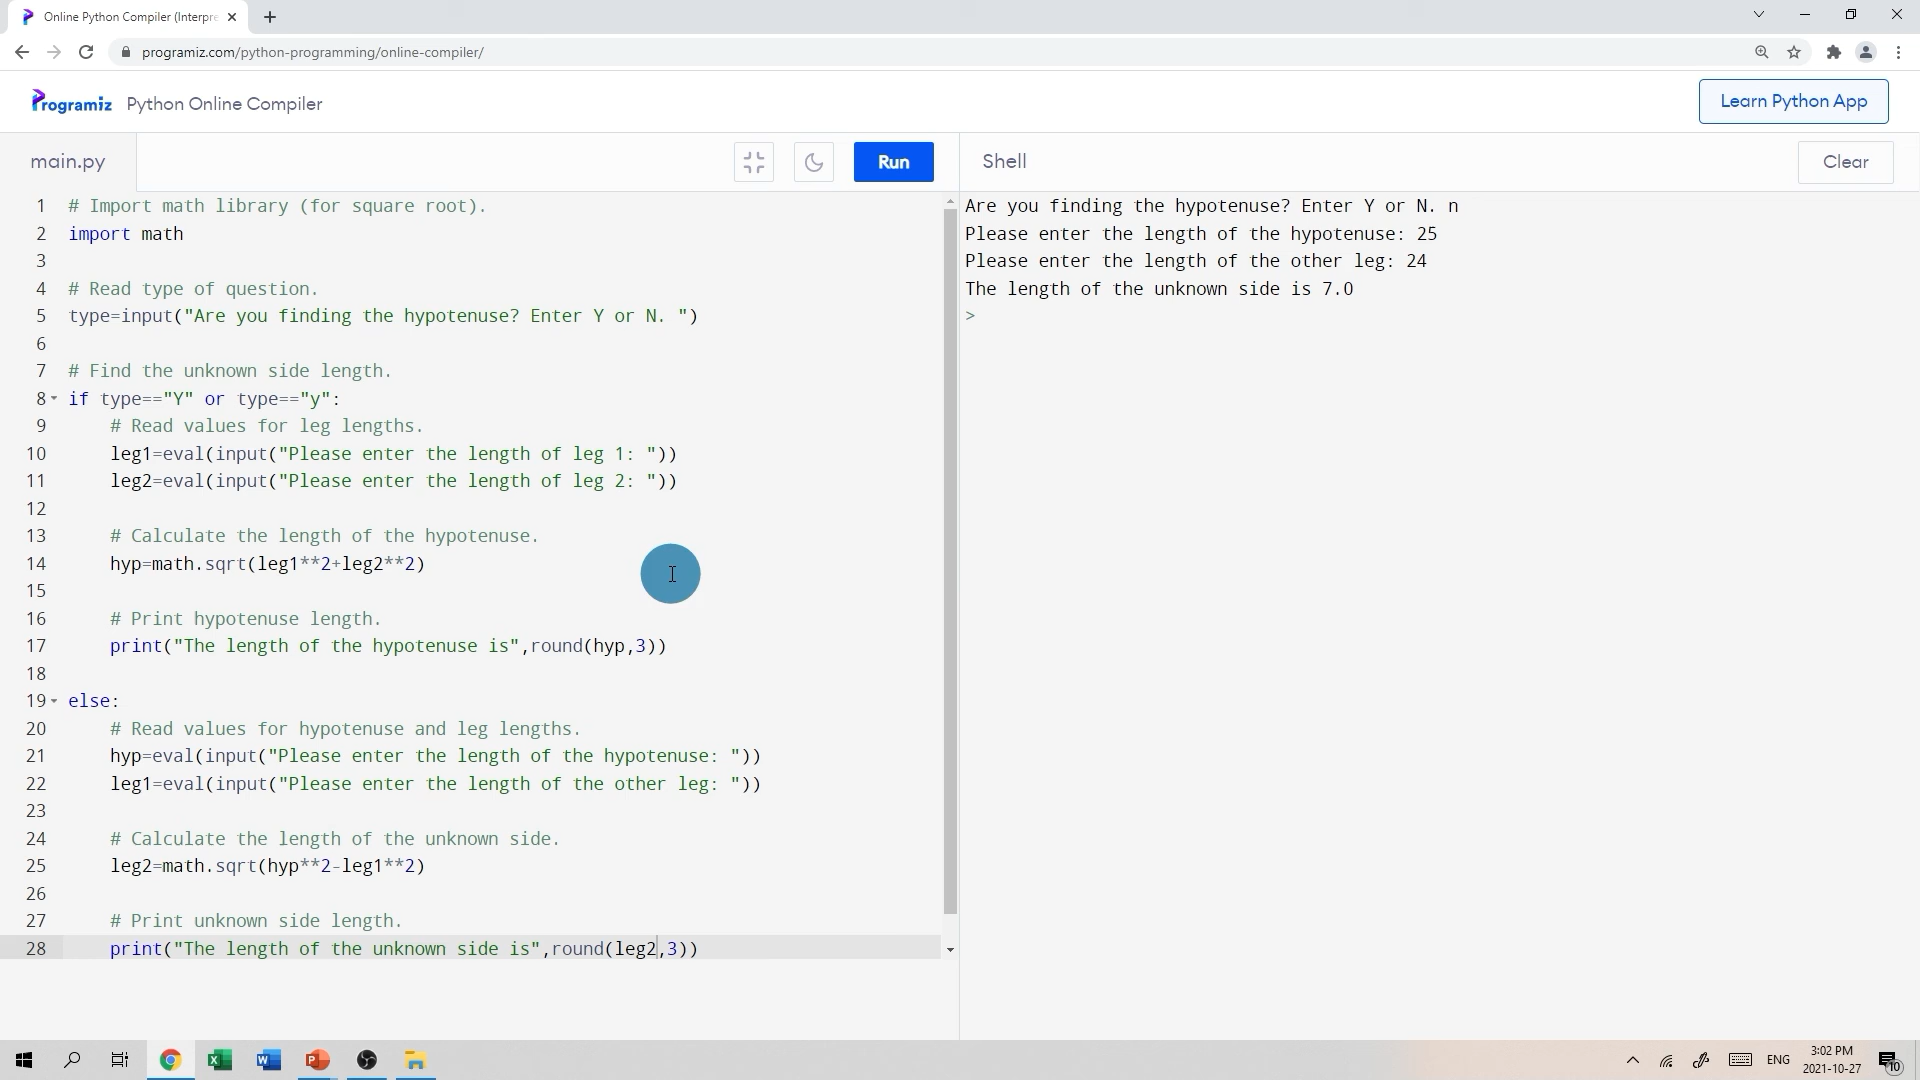 Online Python Compiler (Interpre
programiz.com/python-programming/online-compiler/
Programiz Python Online Compiler
Learn Python App
main.py
Run
Shell
Clear
1 # Import math library (for square root).
2 import math
3
4 # Read type of question.
5 type=input("Are you finding the hypotenuse? Enter Y or N. ")
6
7 # Find the unknown side length.
8 if type=="Y" or type=="y":
9     # Read values for leg lengths.
10     leg1=eval(input("Please enter the length of leg 1: "))
11     leg2=eval(input("Please enter the length of leg 2: "))
12
13     # Calculate the length of the hypotenuse.
14     hyp=math.sqrt(leg1**2+leg2**2)
15
16     # Print hypotenuse length.
17     print("The length of the hypotenuse is",round(hyp,3))
18
19 else:
20     # Read values for hypotenuse and leg lengths.
21     hyp=eval(input("Please enter the length of the hypotenuse: "))
22     leg1=eval(input("Please enter the length of the other leg: "))
23
24     # Calculate the length of the unknown side.
25     leg2=math.sqrt(hyp**2-leg1**2)
26
27     # Print unknown side length.
28     print("The length of the unknown side is",round(leg2,3))
Are you finding the hypotenuse? Enter Y or N. n
Please enter the length of the hypotenuse: 25
Please enter the length of the other leg: 24
The length of the unknown side is 7.0
>
ENG
3:02 PM
2021-10-27
10